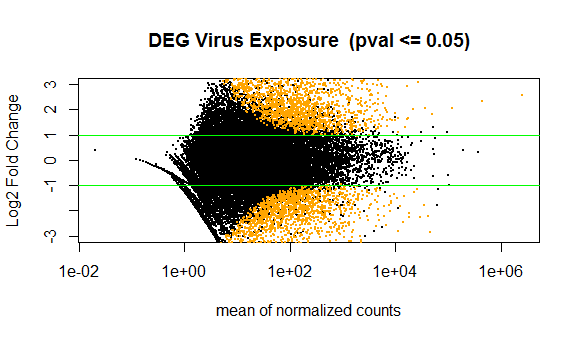 DEG Virus Exposure (pval <= 0.05)
Log2 Fold Change
3
2
1
0
-1
-3
1e-02
1e+00
1e+02
1e+04
1e+06
mean of normalized counts